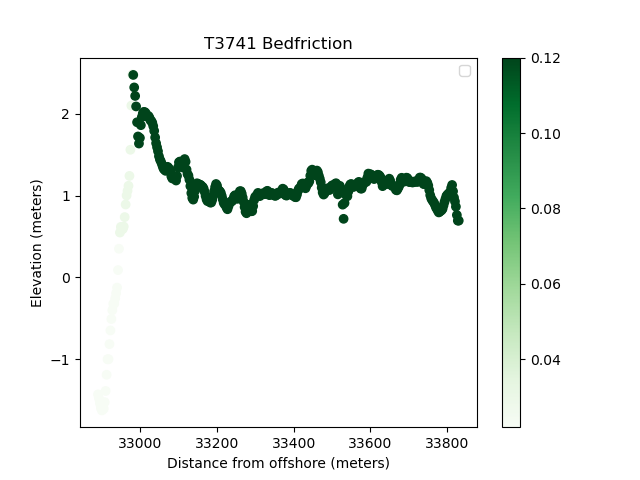 T3741 Bedfriction
Elevation (meters)
2
1
0
−1
33000 33200 33400 33600 33800
Distance from offshore (meters)
0.12
0.10
0.08
0.06
0.04